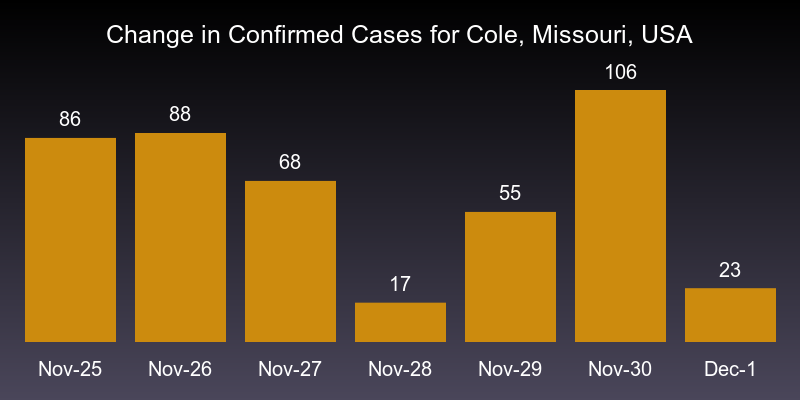 Change in Confirmed Cases for Cole, Missouri, USA
86 88 68 17 55 106 23
Nov-25 Nov-26 Nov-27 Nov-28 Nov-29 Nov-30 Dec-1